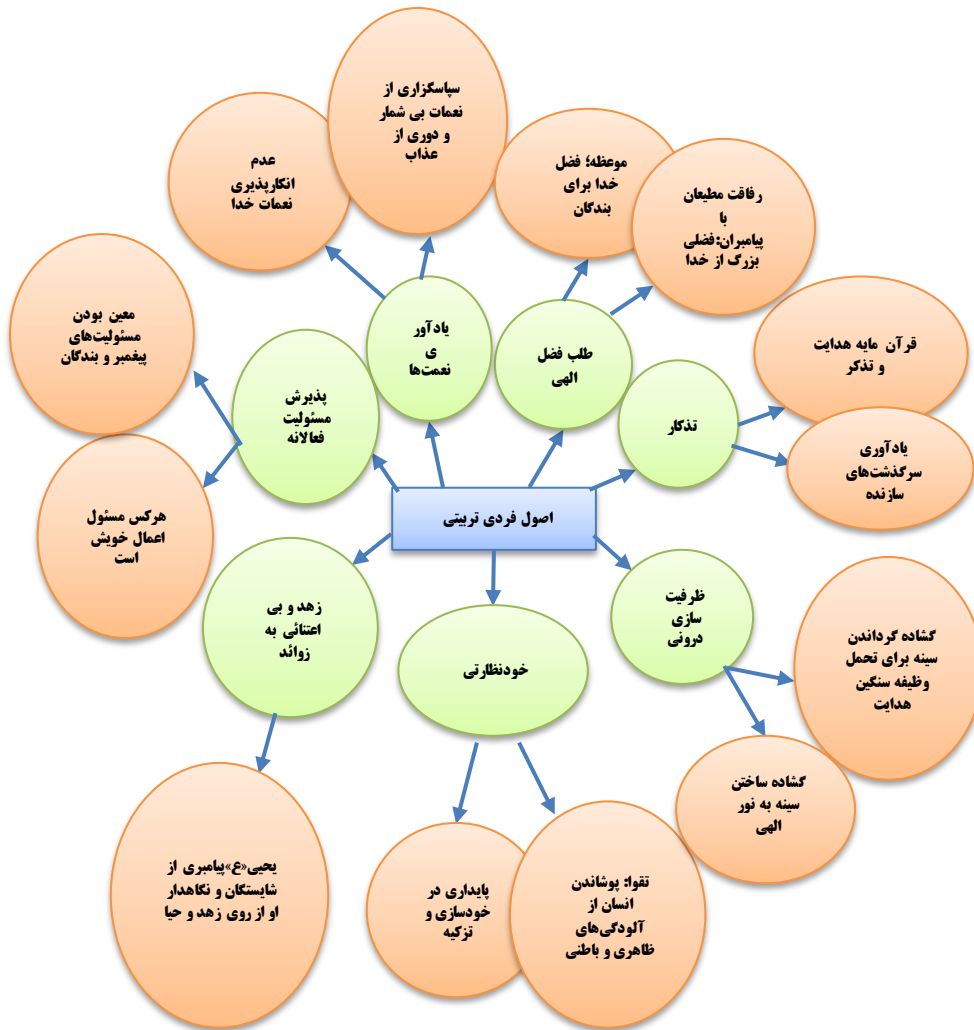 سپاسگزاری از
نعمات بی شمار
و دوری از
عذاب
عدم
انکارپذیری
نعمات خدا
موعظه؛ فضل
خدا برای
بندگان
رفاقت مطیعان
با
پیامبران:فضلی
بزرگ از خدا
معین بودن
مسئولیت‌های
پیغمبر و بندگان
یادآور
ی
نعمت‌ها
طلب فضل
الهی
قرآن مایه هدایت
و تذکر
پذیرش
مسئولیت
فعالانه
تذکار
یادآوری
سرگذشت‌های
سازنده
هرکس مسئول
اعمال خویش
است
اصول فردی تربیتی
زهد و بی
اعتنائی به
زوائد
خودنظارتی
ظرفیت
سازی
درونی
گشاده گرداندن
سینه برای تحمل
وظیفه سنگین
هدایت
گشاده ساختن
سینه به نور
الهی
یحیی«ع»پیامبری از
شایستگان و نگاهدار
او از روی زهد و حیا
پایداری در
خودسازی و
تزکیه
تقوا: پوشاندن
انسان از
آلودگی‌های
ظاهری و باطنی